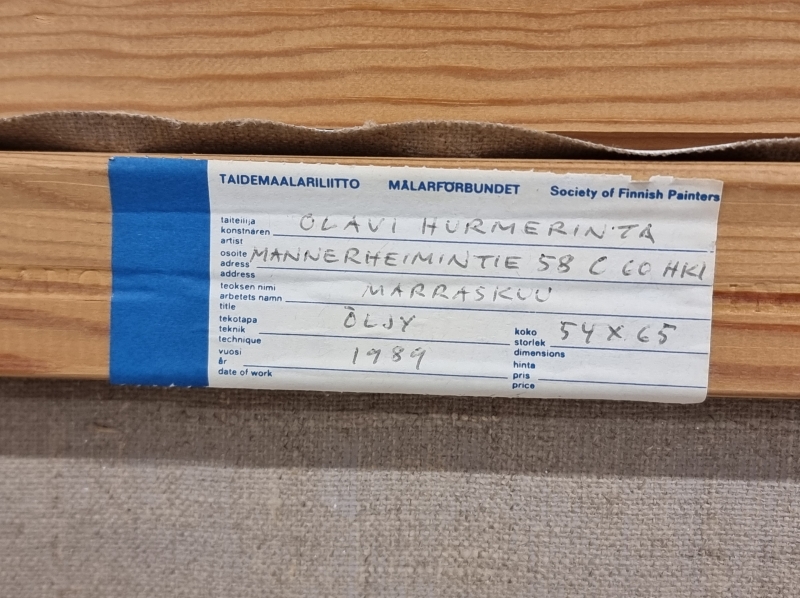 TAIDEMAALARILIITTO MÅLARFÖRBUNDET Society of Finnish Painters
taiteilija
konstnären OLAVI HURMERINTA
artist
osoite
adress MANNERHEIMINTIE 58 C 60 HKI
address
teoksen nimi
arbetets namn MARRASKUU
title
tekotapa
teknik ÖLJY
technique
koko
storlek 54 X 65
dimensions
vuosi
år 1989
date of work
hinta
pris
price